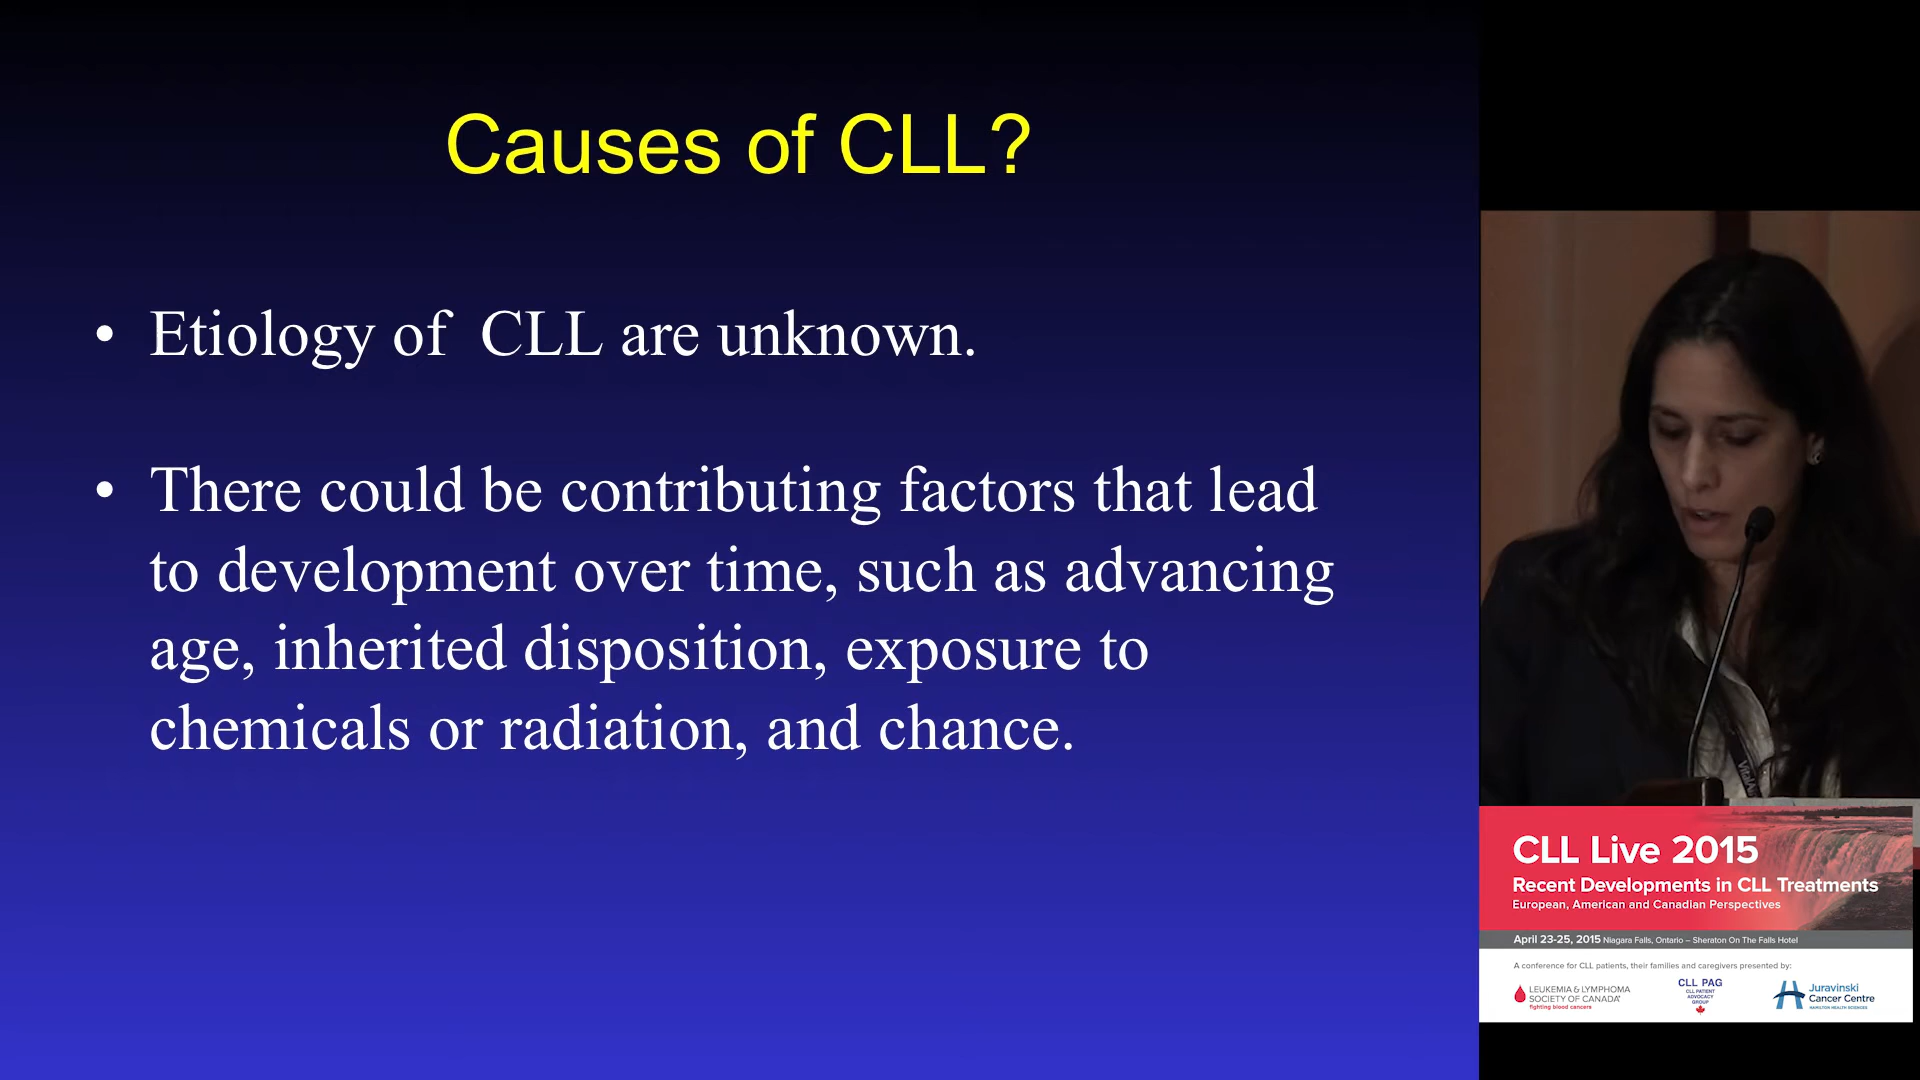 Causes of CLL?
• Etiology of  CLL are unknown.
• There could be contributing factors that lead
to development over time, such as advancing
age, inherited disposition, exposure to
chemicals or radiation, and chance.
CLL Live 2015
Recent Developments in CLL Treatments
European, American and Canadian Perspectives
April 23-25, 2015 Niagara Falls, Ontario – Sheraton On The Falls Hotel
A conference for CLL patients, their families and caregivers presented by:
LEUKEMIA & LYMPHOMA
SOCIETY OF CANADA
fighting blood cancers
CLL PAG
CLL PATIENT
ADVOCACY
GROUP
Juravinski
Cancer Centre
HAMILTON HEALTH SCIENCES